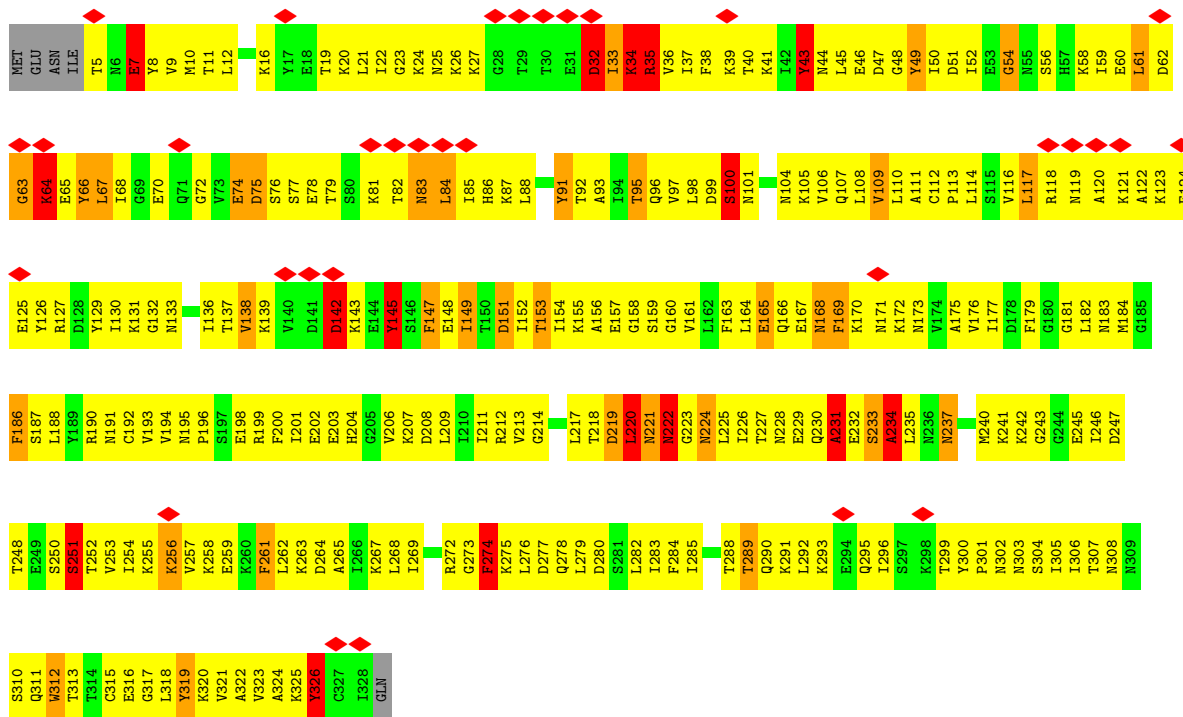 MET GLU ASN ILE T5 N6 E7 Y8 V9 M10 T11 L12 K16 Y17 E18 T19 K20 L21 I22 G23 K24 N25 K26 K27 G28 T29 T30 E31 D32 I33 K34 R35 V36 I37 F38 K39 T40 K41 I42 Y43 N44 L45 E46 D47 G48 Y49 I50 D51 I52 E53 G54 N55 S56 H57 K58 I59 E60 L61 D62
G63 K64 E65 Y66 L67 I68 G69 E70 Q71 G72 V73 E74 D75 S76 S77 E78 T79 S80 K81 T82 N83 L84 I85 H86 K87 L88 Y91 T92 A93 I94 T95 Q96 V97 L98 D99 S100 N101 N104 K105 V106 Q107 L108 V109 L110 A111 C112 P113 L114 S115 V116 L117 R118 N119 A120 K121 A122 K123
E125 Y126 R127 D128 Y129 I130 K131 G132 N133 I136 T137 V138 K139 V140 D141 D142 K143 E144 Y145 S146 F147 E148 I149 T150 D151 I152 T153 I154 K155 A156 E157 G158 S159 G160 V161 L162 F163 L164 E165 Q166 E167 N168 F169 K170 N171 K172 N173 V174 A175 V176 I177 D178 F179 G180 G181 L182 N183 M184 G185
F186 S187 L188 Y189 R190 N191 C192 V193 V194 N195 P196 S197 E198 R199 F200 I201 E202 E203 H204 G205 V206 K207 D208 L209 I210 I211 R212 V213 G214 L217 T218 D219 L220 N221 N222 G223 N224 L225 I226 T227 N228 E229 Q230 A231 E232 S233 A234 L235 N236 N237 M240 K241 K242 G243 G244 E245 I246 D247
T248 E249 S250 S251 T252 V253 I254 K255 K256 V257 K258 E259 K260 F261 L262 K263 D264 A265 I266 K267 L268 I269 R272 G273 F274 K275 L276 D277 Q278 L279 D280 S281 L282 I283 F284 I285 T288 T289 Q290 K291 L292 K293 E294 Q295 I296 S297 K298 T299 Y300 P301 N302 N303 S304 I305 I306 T307 N308 N309
S310 Q311 W312 T313 T314 C315 E316 G317 L318 Y319 K320 V321 A322 V323 A324 K325 Y326 C327 I328 GLN